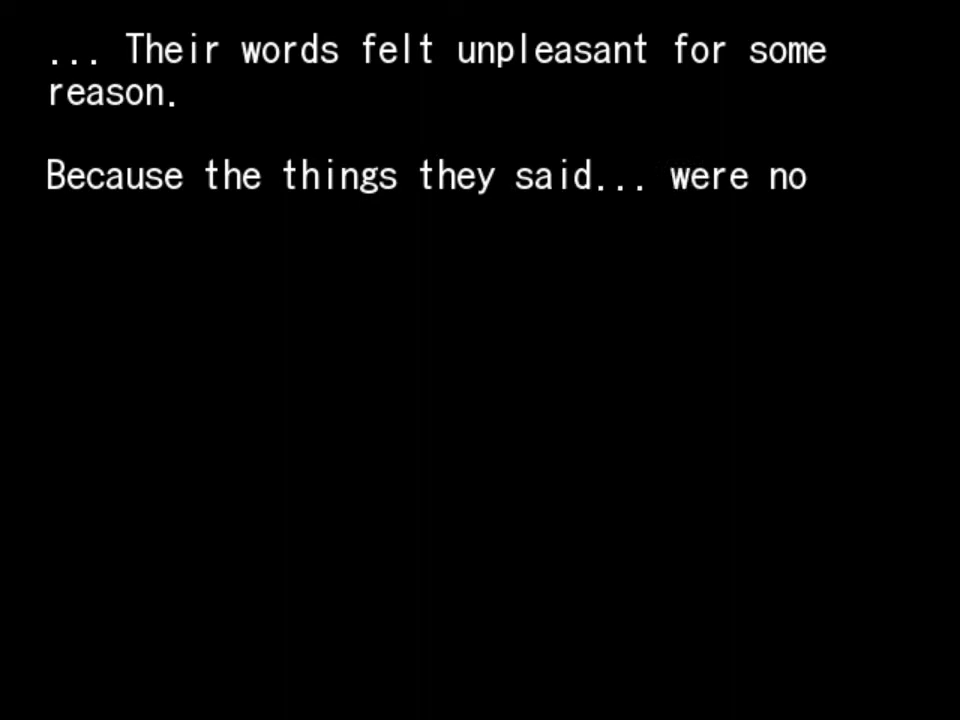 ... Their words felt unpleasant for some
reason.
Because the things they said... were no